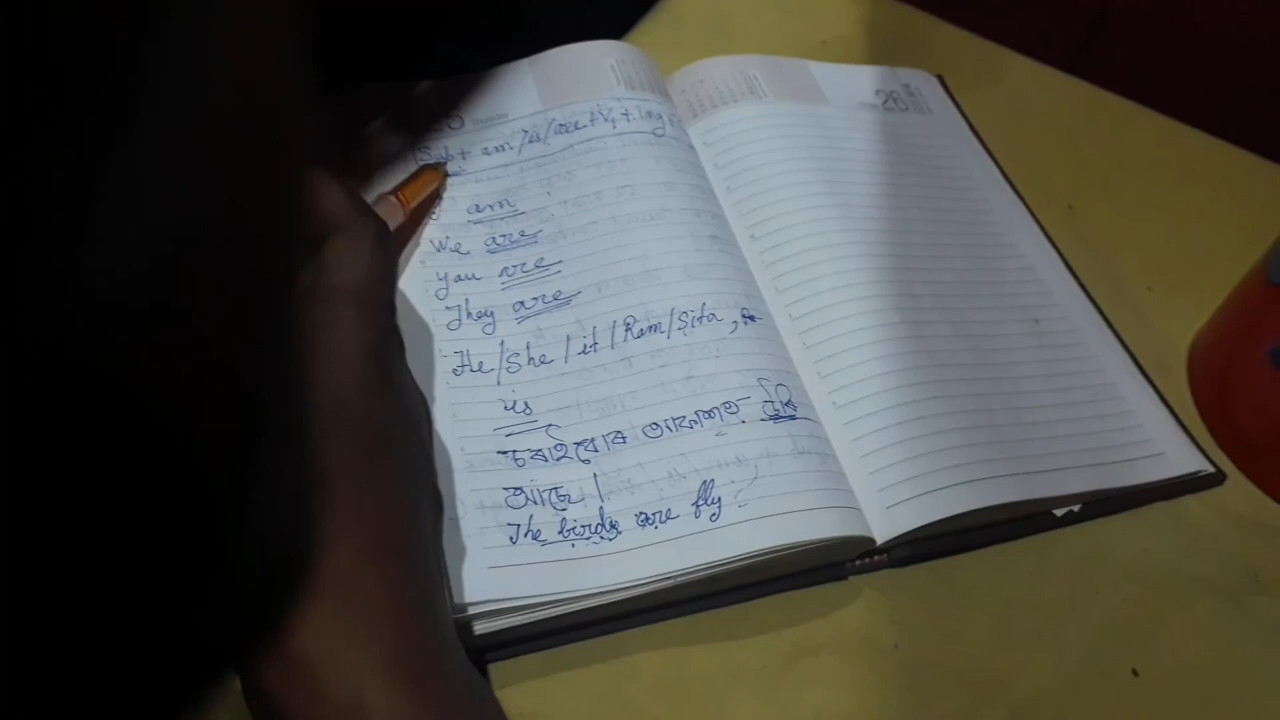 26
(Sub+ am/is/are+V1+ing
I am
We are
You are
They are
He/She/it/Ram/Sita,
is
চৰাইবোৰ আকাশত উৰি
আছে।
The birds are fly